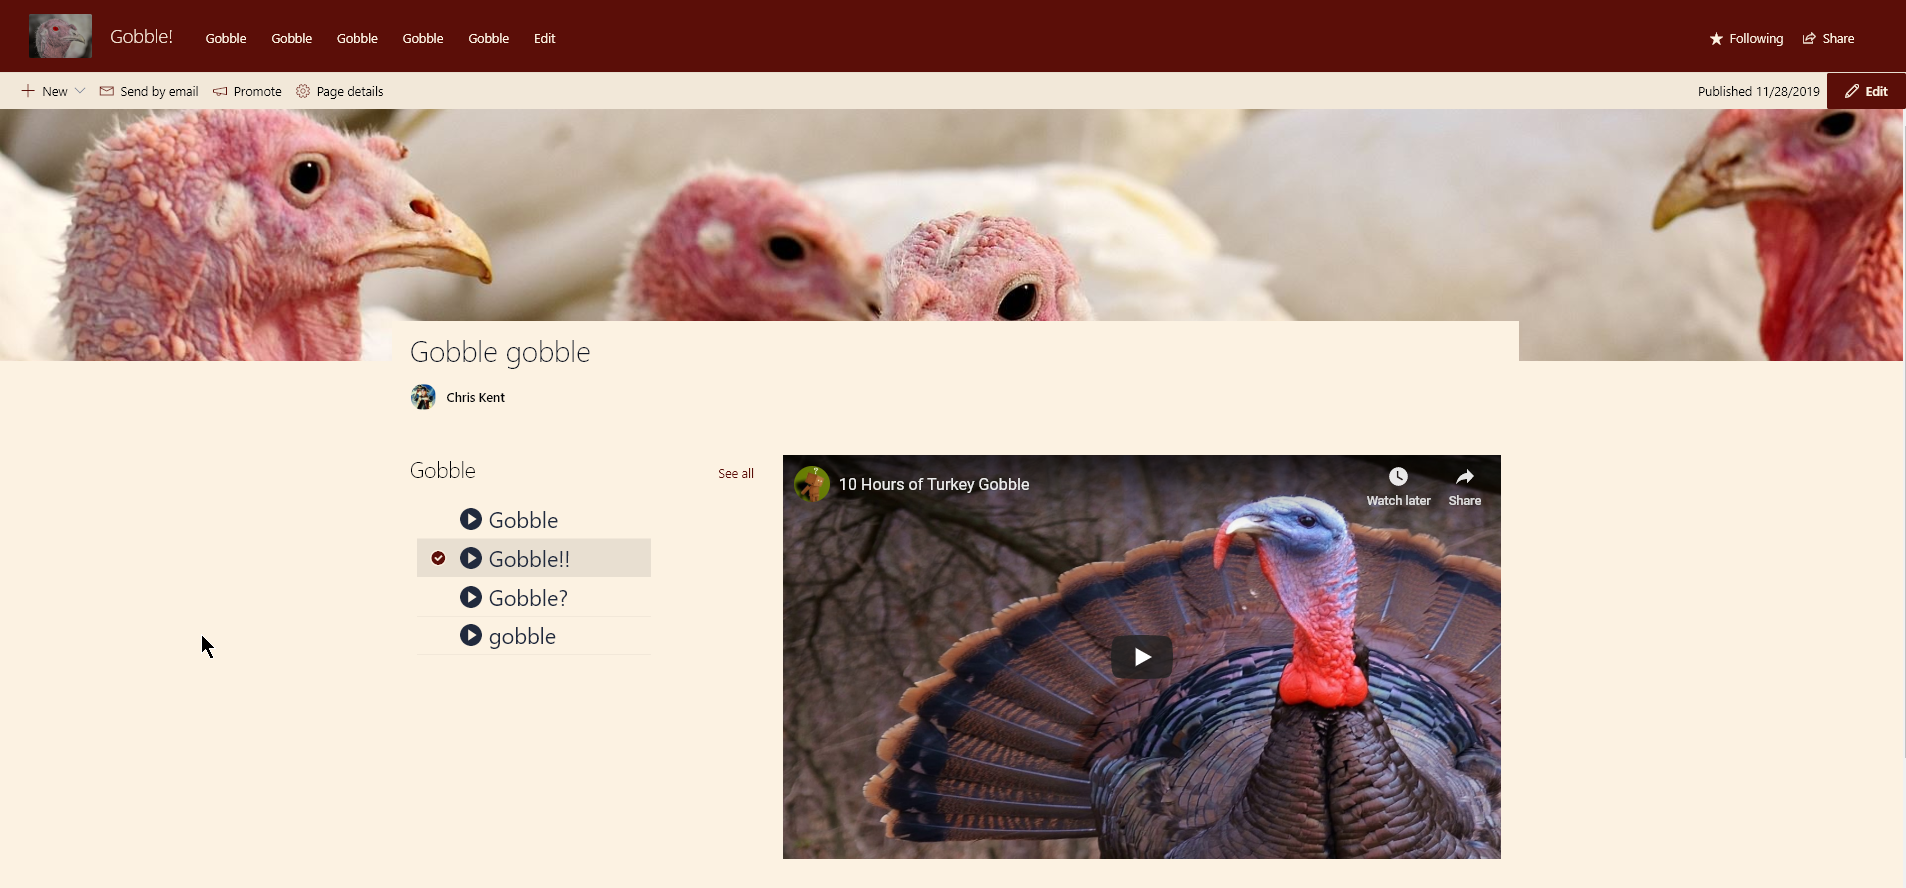 Gobble! Gobble Gobble Gobble Gobble Gobble Edit Following Share
New Send by email Promote Page details Published 11/28/2019 Edit
Gobble gobble
Chris Kent
Gobble See all
Gobble
Gobble!!
Gobble?
gobble
?
10 Hours of Turkey Gobble
Watch later Share